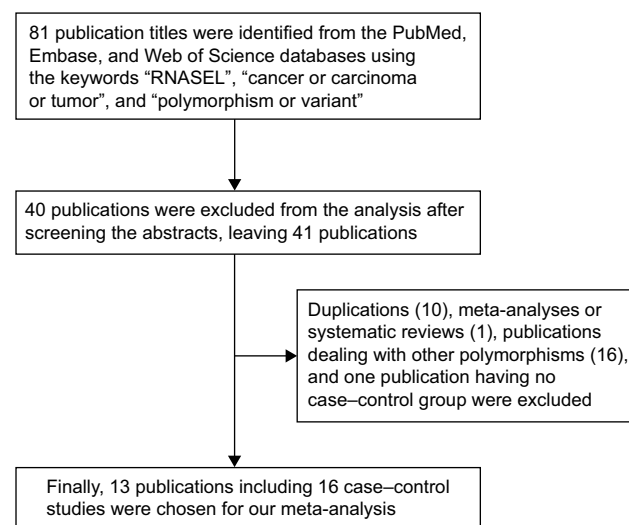 81 publication titles were identified from the PubMed,
Embase, and Web of Science databases using
the keywords “RNASEL”, “cancer or carcinoma
or tumor”, and “polymorphism or variant”
40 publications were excluded from the analysis after
screening the abstracts, leaving 41 publications
Duplications (10), meta-analyses or
systematic reviews (1), publications
dealing with other polymorphisms (16),
and one publication having no
case–control group were excluded
Finally, 13 publications including 16 case–control
studies were chosen for our meta-analysis